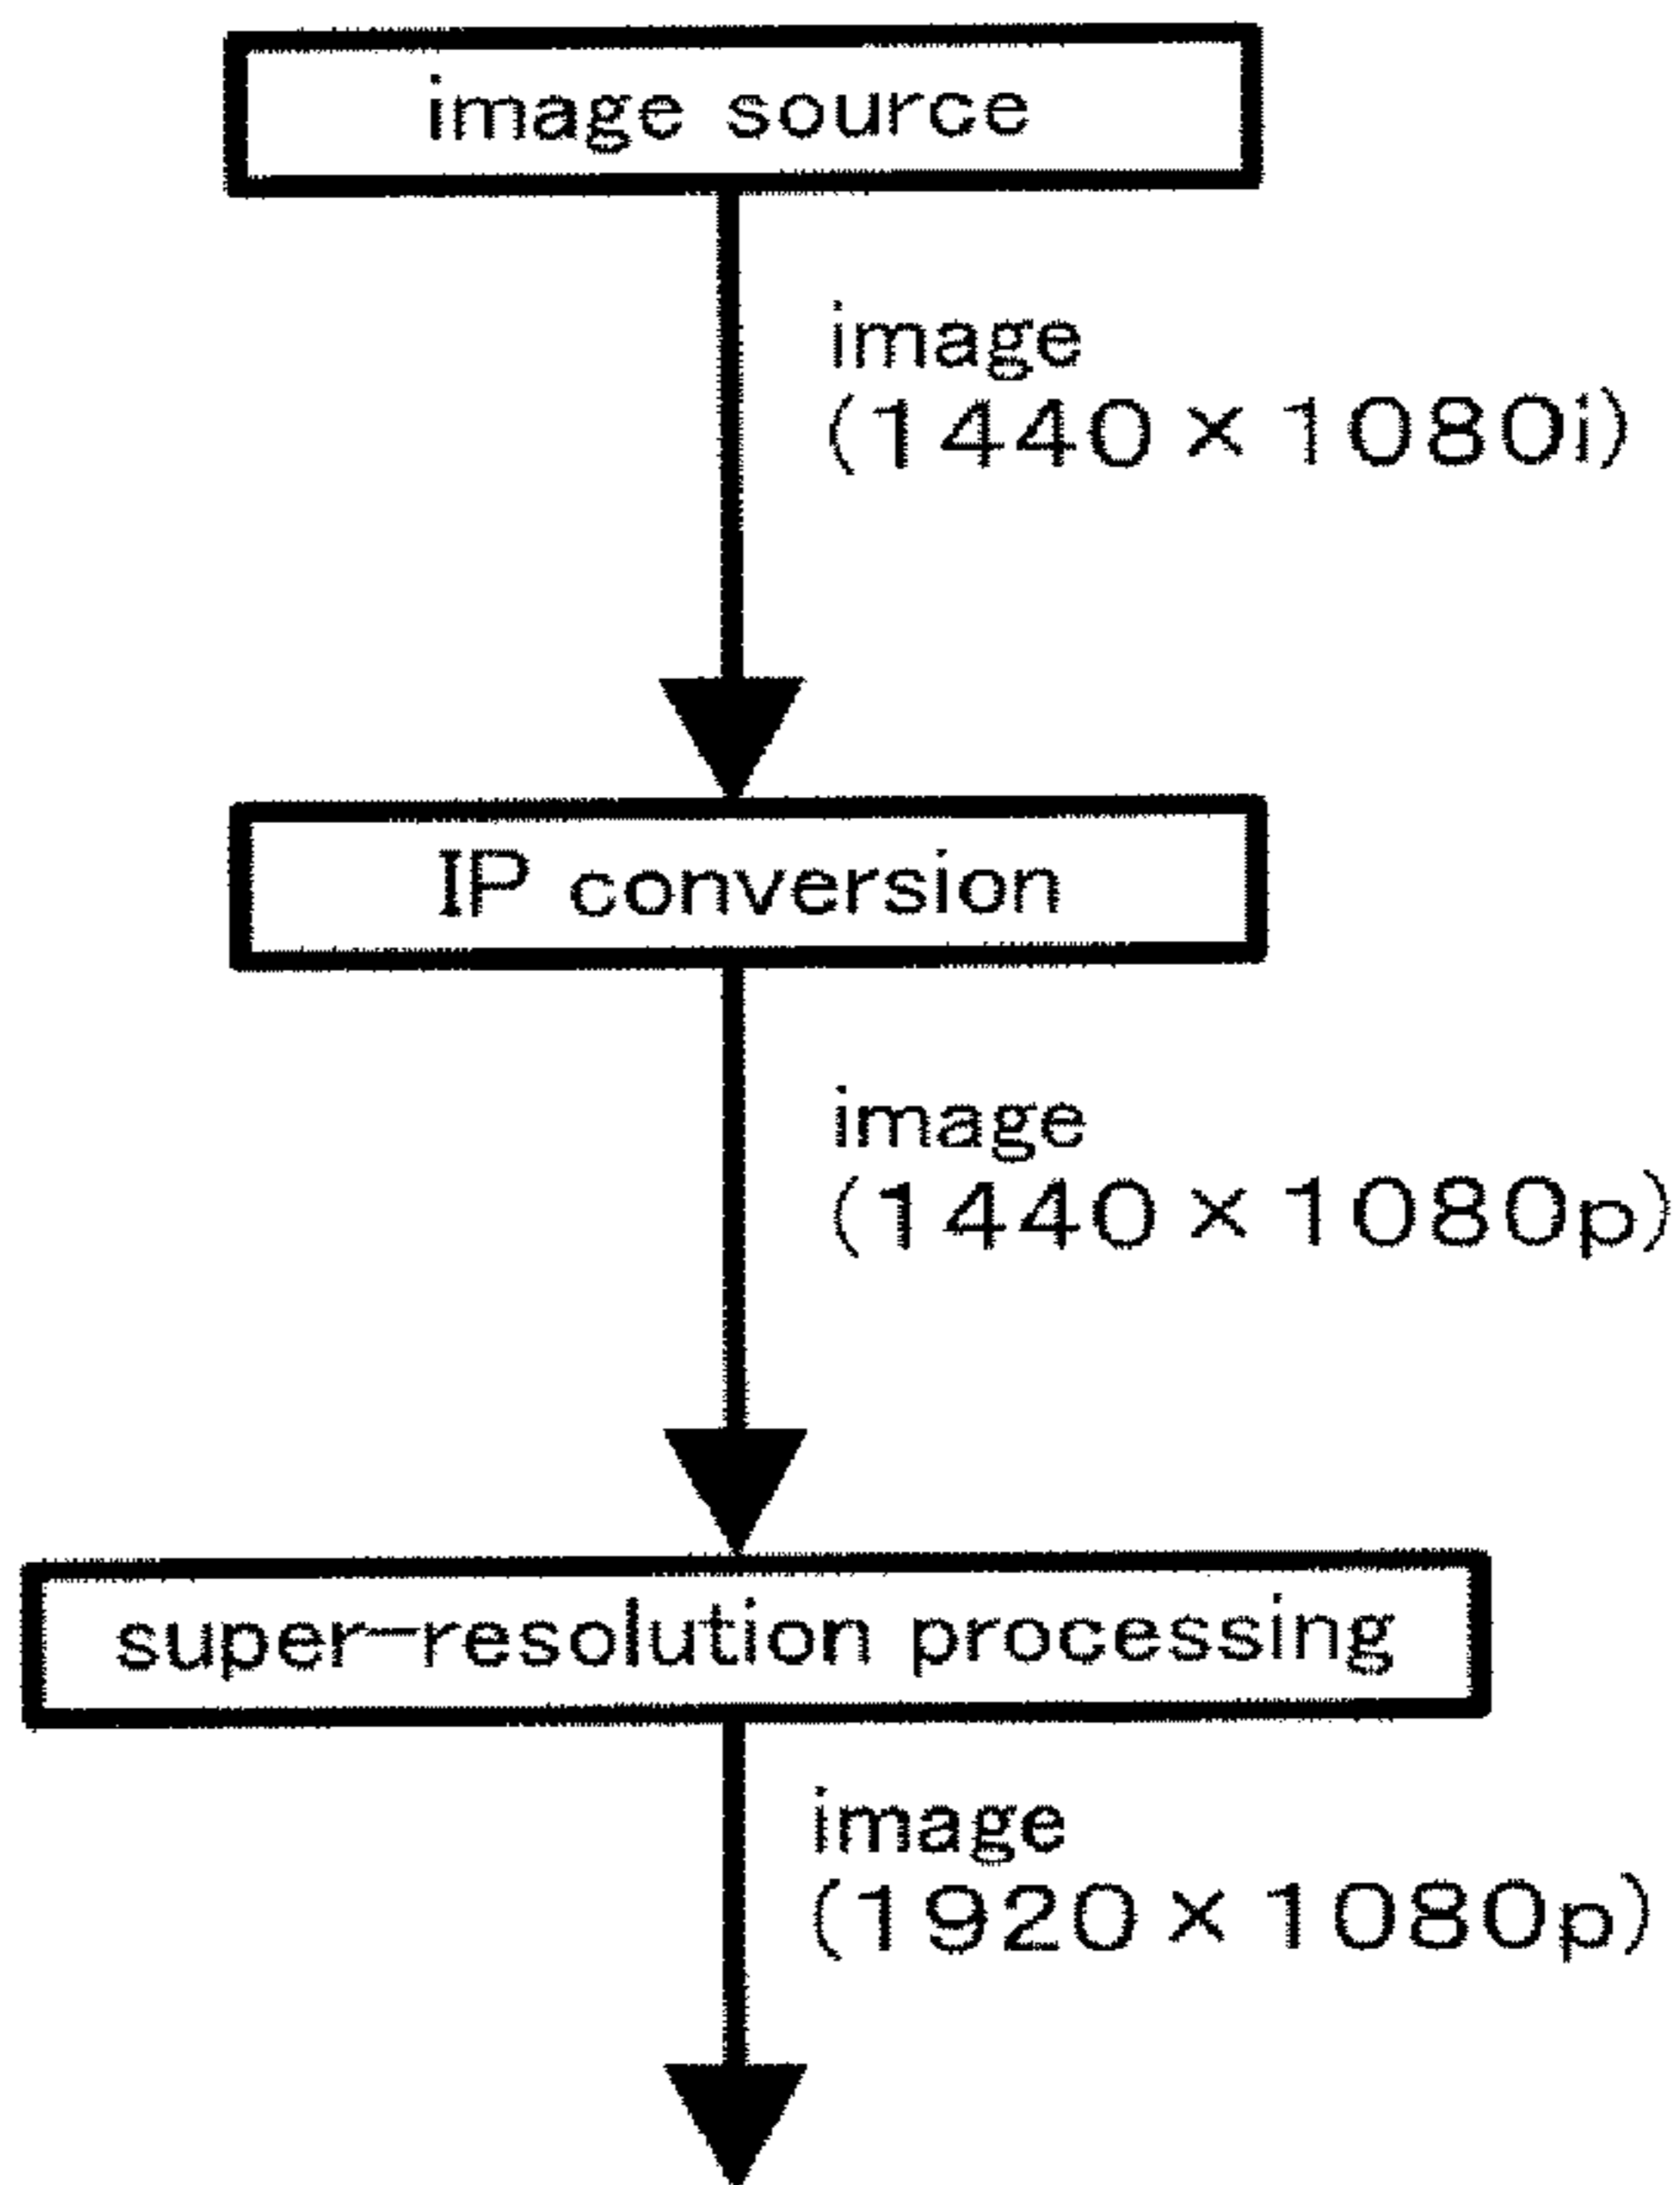 image source
image
(1440×1080i)
IP conversion
image
(1440×1080p)
super-resolution processing
image
(1920×1080p)